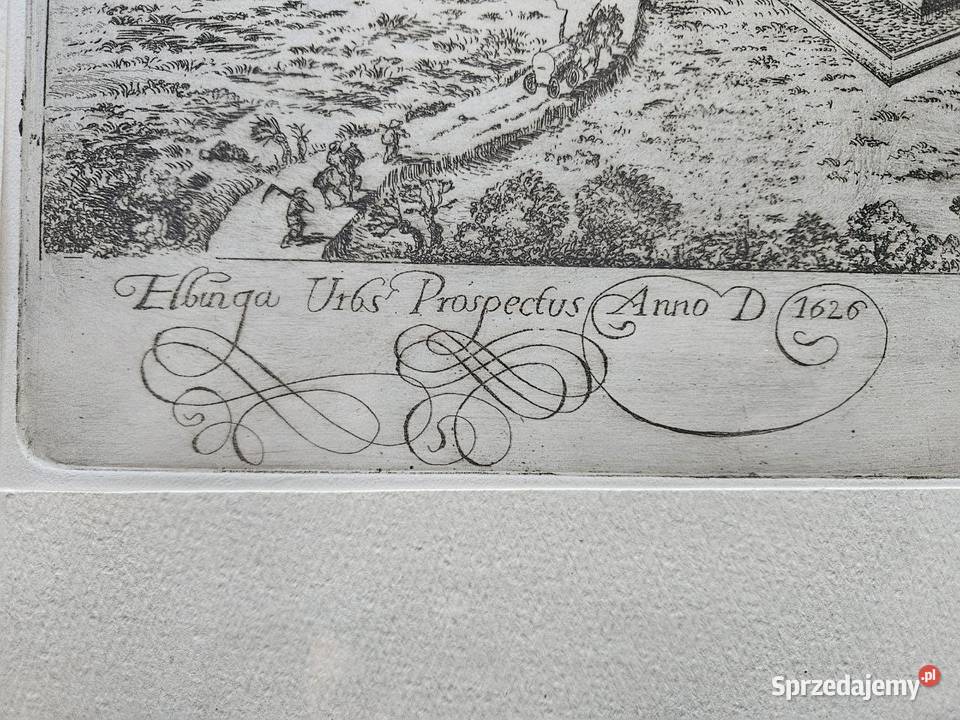 Elbinga Urbs Prospectus Anno D 1626
Sprzedajemy.pl